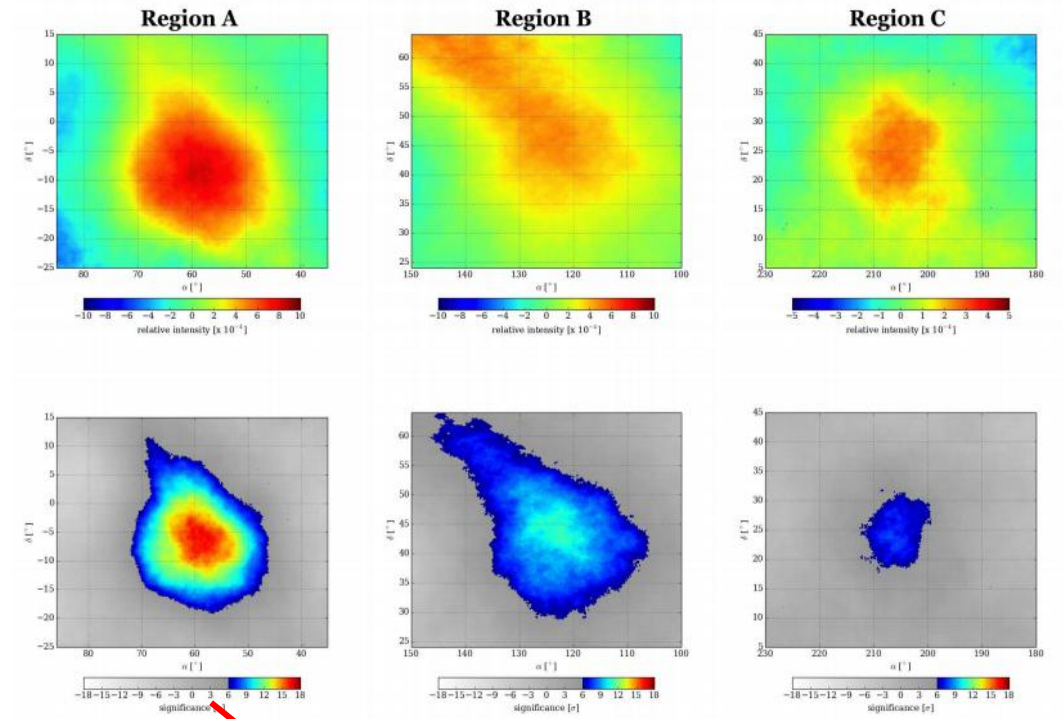 Region A Region B Region C
15 10 5 0 −5 −10 −15 −20 −25
δ [°]
80 70 60 50 40
α [°]
60 55 50 45 40 35 30 25
δ [°]
150 140 130 120 110 100
α [°]
45 40 35 30 25 20 15 10 5
δ [°]
230 220 210 200 190 180
α [°]
−10 −8 −6 −4 −2 0 2 4 6 8 10
relative intensity [x 10⁻⁴]
−10 −8 −6 −4 −2 0 2 4 6 8 10
relative intensity [x 10⁻⁴]
−5 −4 −3 −2 −1 0 1 2 3 4 5
relative intensity [x 10⁻⁴]
15 10 5 0 −5 −10 −15 −20 −25
δ [°]
80 70 60 50 40
α [°]
60 55 50 45 40 35 30 25
δ [°]
150 140 130 120 110 100
α [°]
45 40 35 30 25 20 15 10 5
δ [°]
230 220 210 200 190 180
α [°]
−18 −15 −12 −9 −6 −3 0 3 6 9 12 15 18
significance
−18 −15 −12 −9 −6 −3 0 3 6 9 12 15 18
significance [σ]
−18 −15 −12 −9 −6 −3 0 3 6 9 12 15 18
significance [σ]